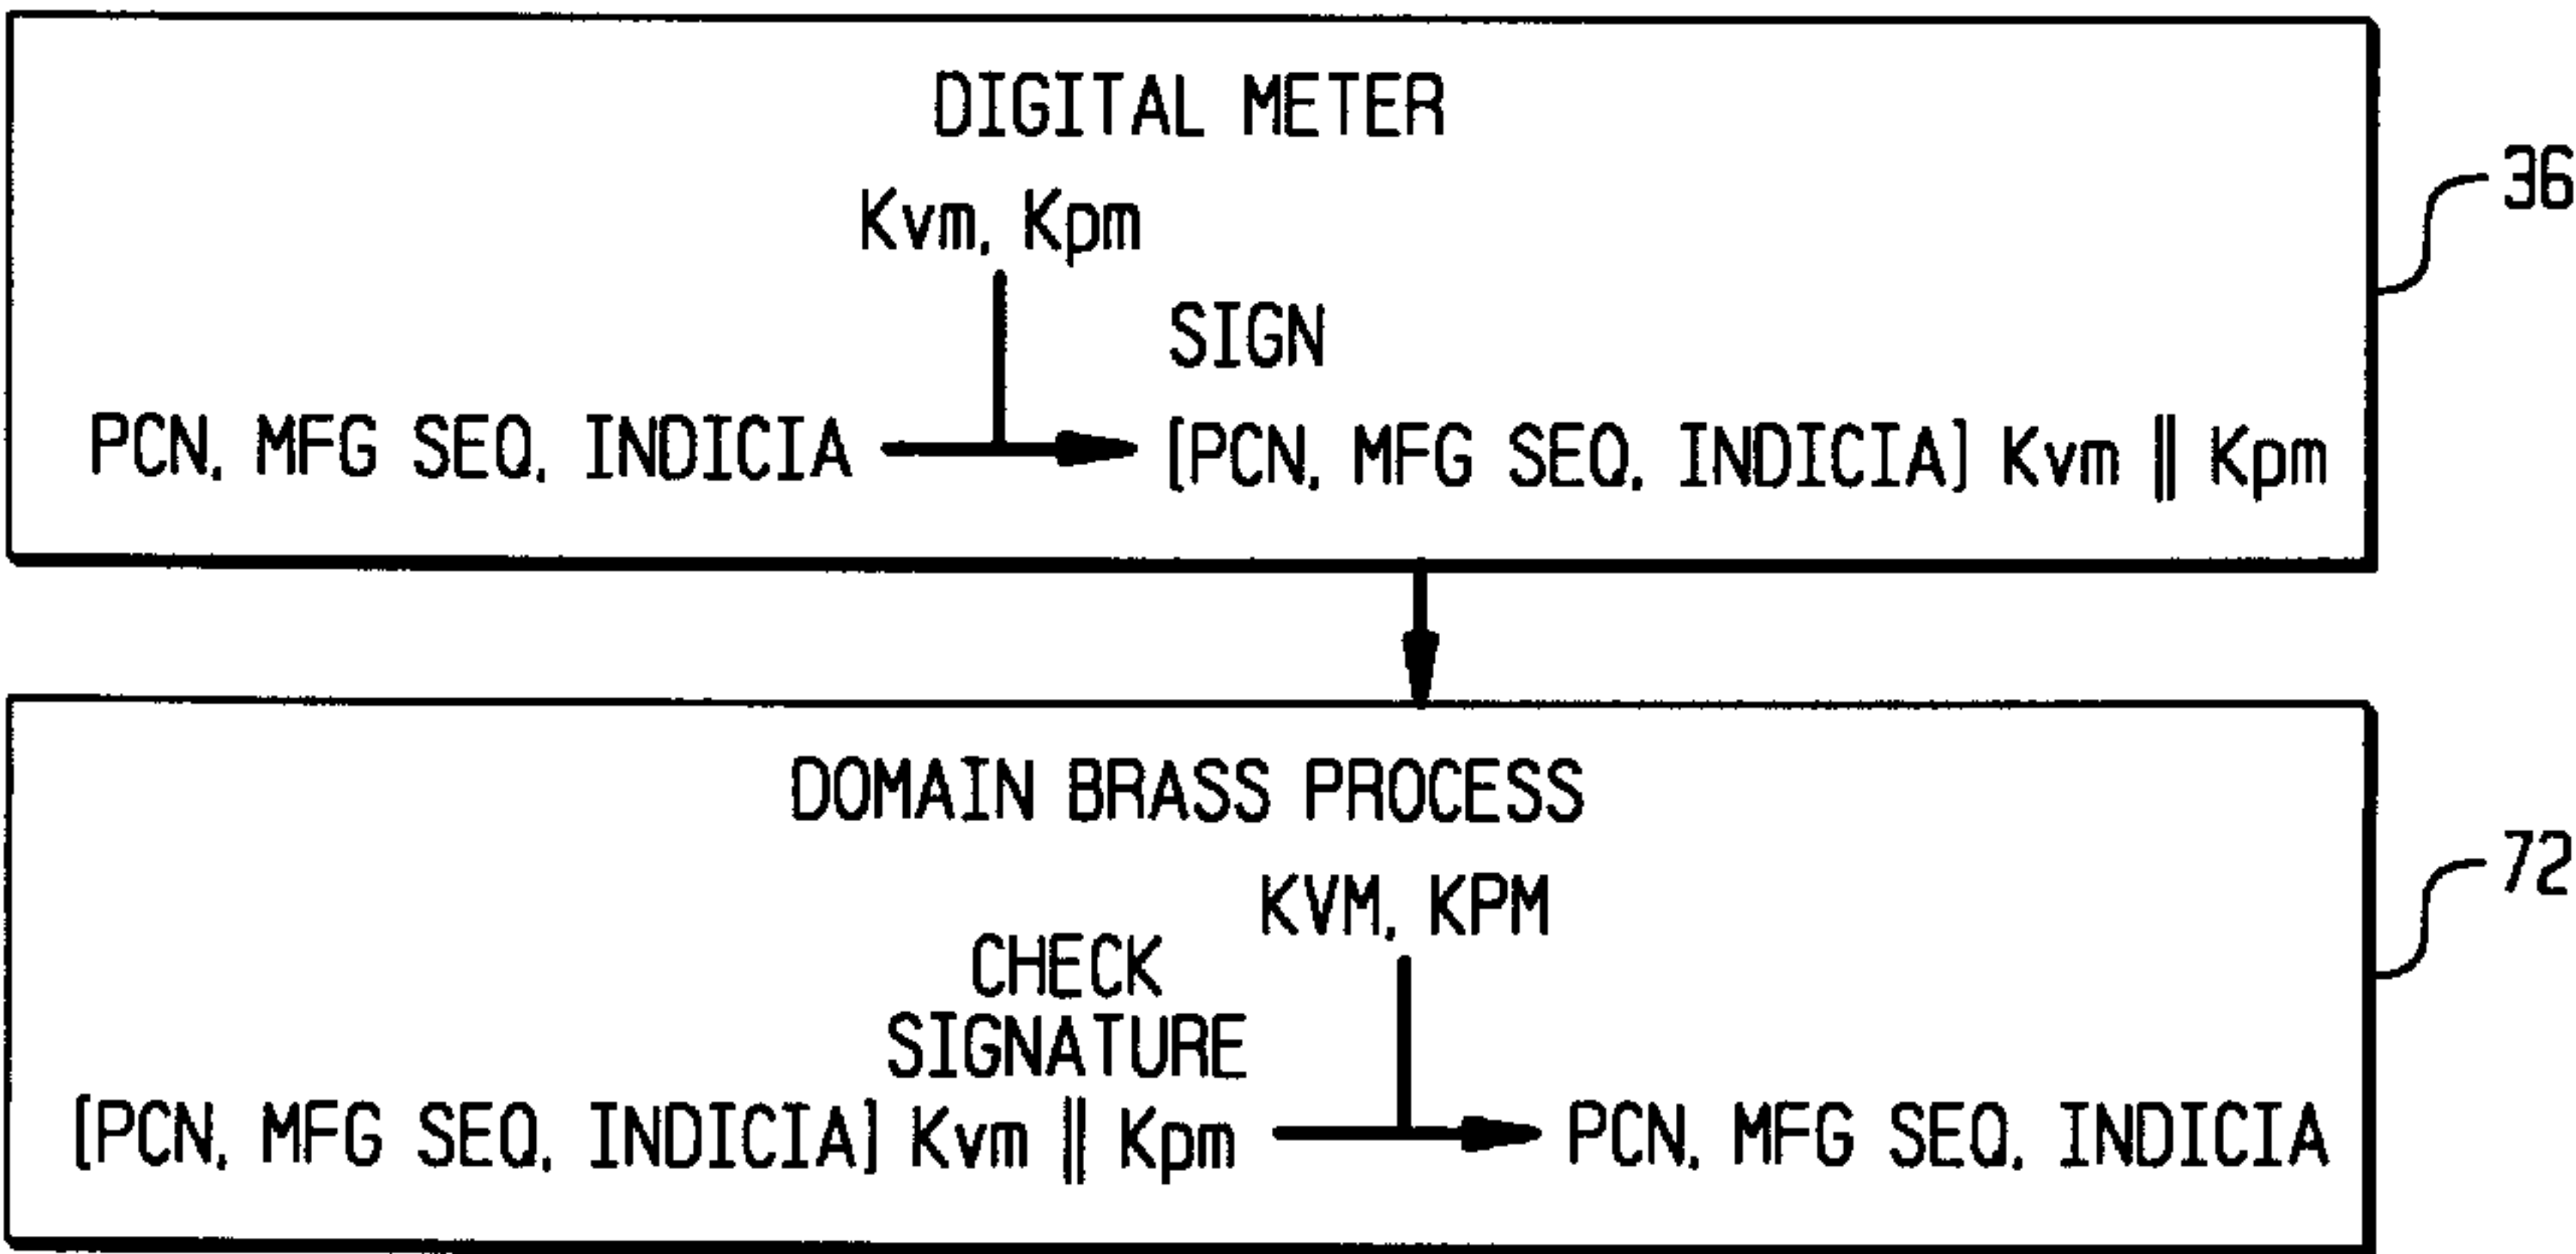 DIGITAL METER
36
Kvm, Kpm
SIGN
PCN, MFG SEQ, INDICIA [PCN, MFG SEQ, INDICIA] Kvm || Kpm
DOMAIN BRASS PROCESS
72
KVM, KPM
CHECK
SIGNATURE
[PCN, MFG SEQ, INDICIA] Kvm || Kpm PCN, MFG SEQ, INDICIA